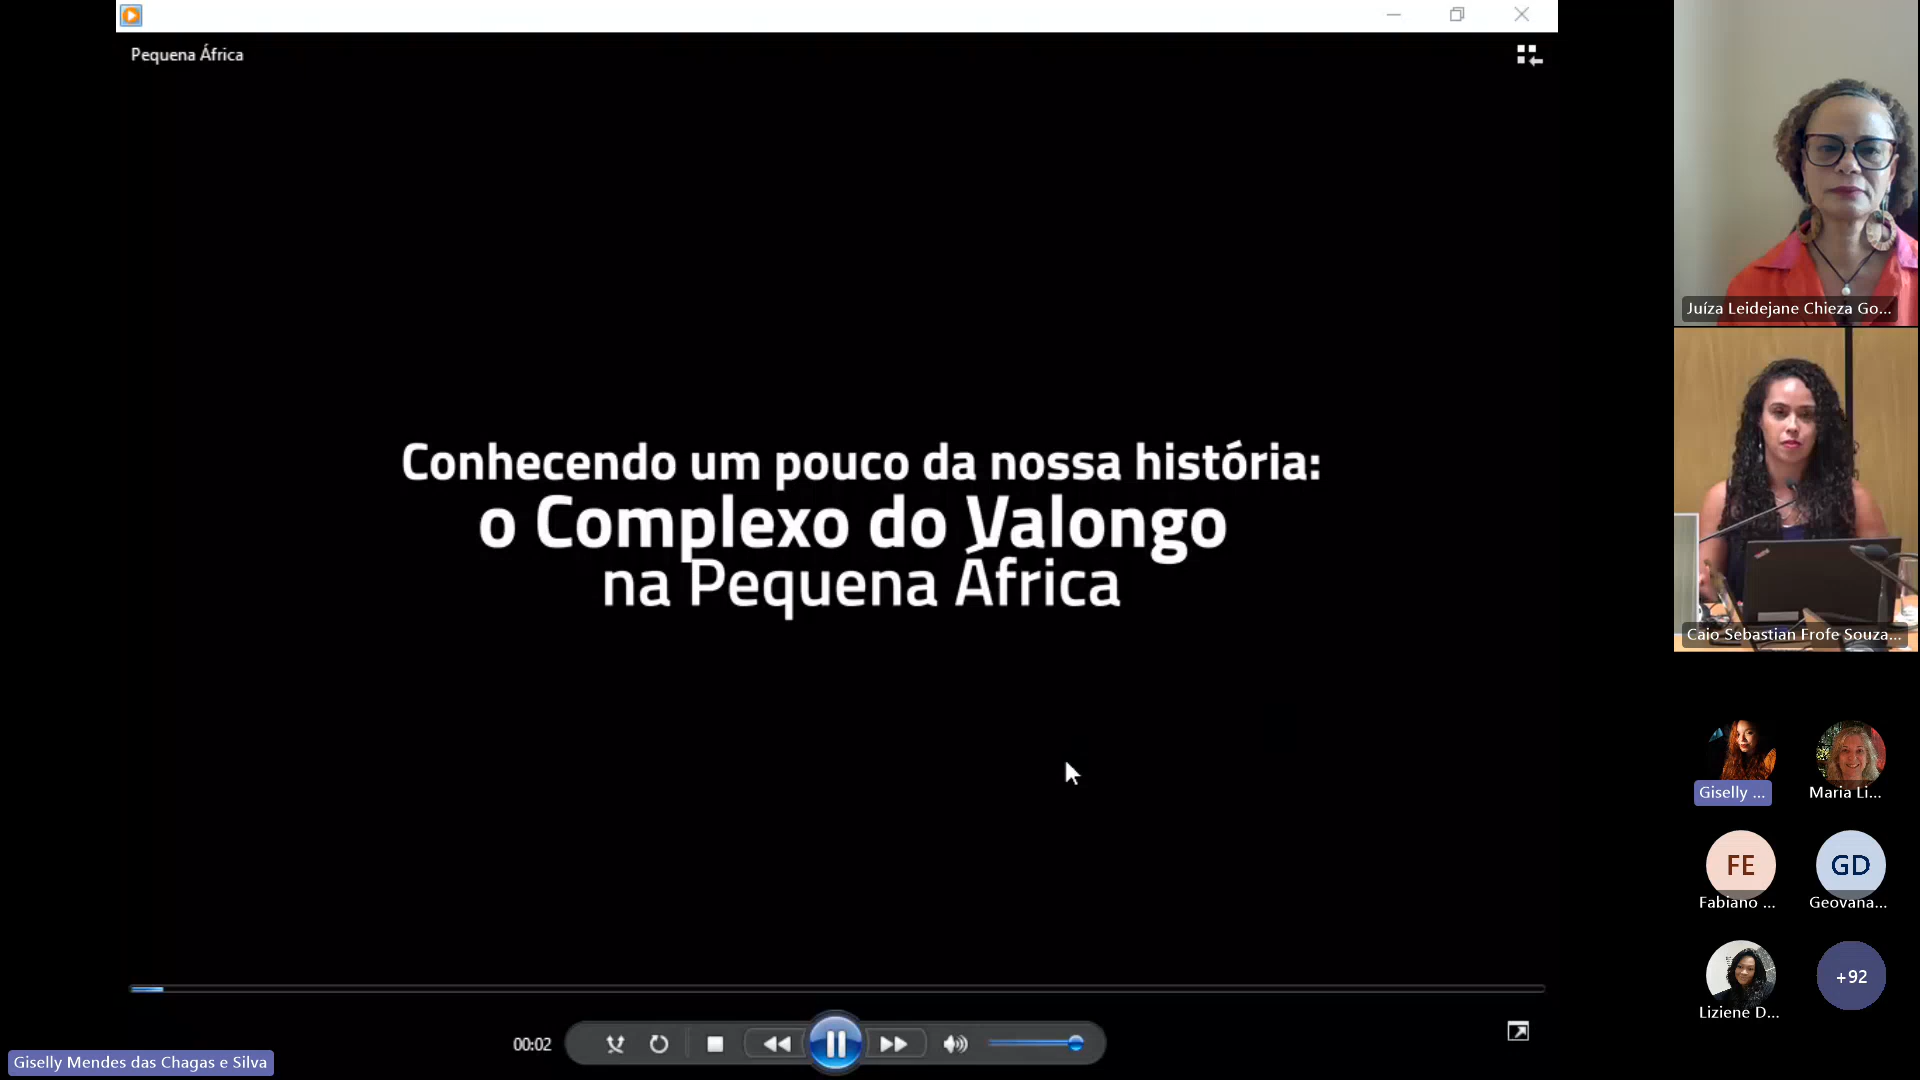 Pequena África
Conhecendo um pouco da nossa história:
o Complexo do Valongo
na Pequena África
00:02
Giselly Mendes das Chagas e Silva
Juíza Leidejane Chieza Go...
Caio Sebastian Frofe Souza...
Giselly ...
Maria Li...
FE
Fabiano ...
GD
Geovana...
Liziene D...
+92